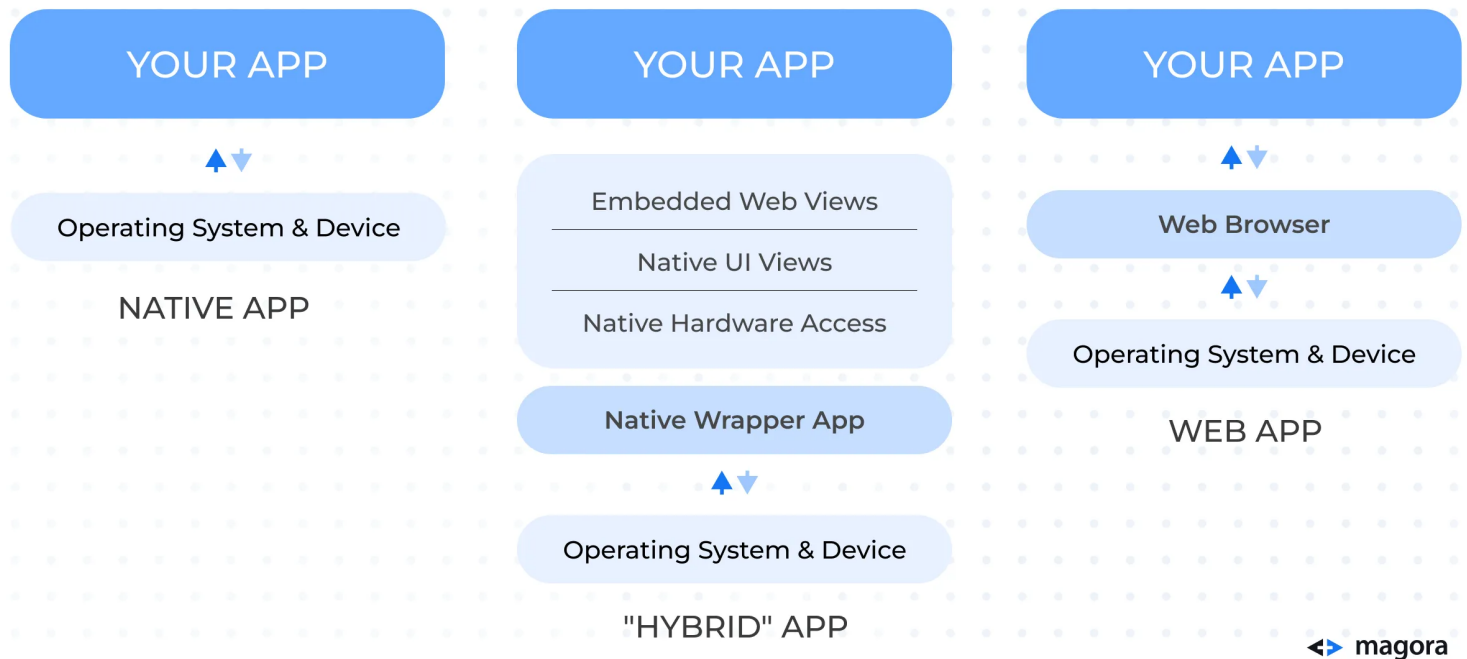 YOUR APP
Operating System & Device
NATIVE APP
YOUR APP
Embedded Web Views
Native UI Views
Native Hardware Access
Native Wrapper App
Operating System & Device
"HYBRID" APP
YOUR APP
Web Browser
Operating System & Device
WEB APP
magora